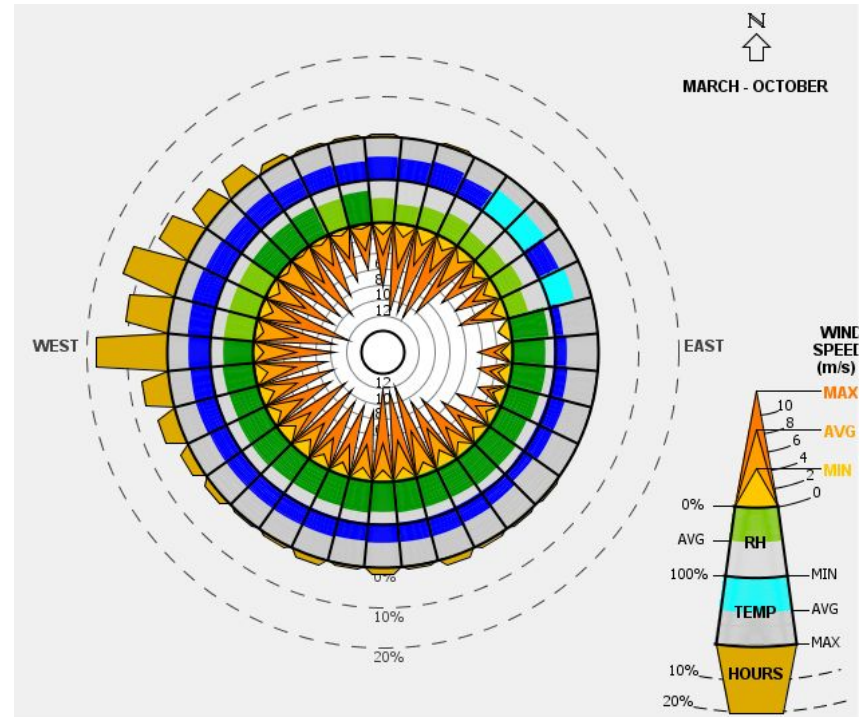 N
MARCH - OCTOBER
8
10
12
WEST
EAST
12
10
8
0%
10%
20%
WIND
SPEED
(m/s)
MAX
10
8
AVG
6
4
MIN
2
0%
0
RH
AVG
100%
MIN
TEMP
AVG
MAX
HOURS
10%
20%